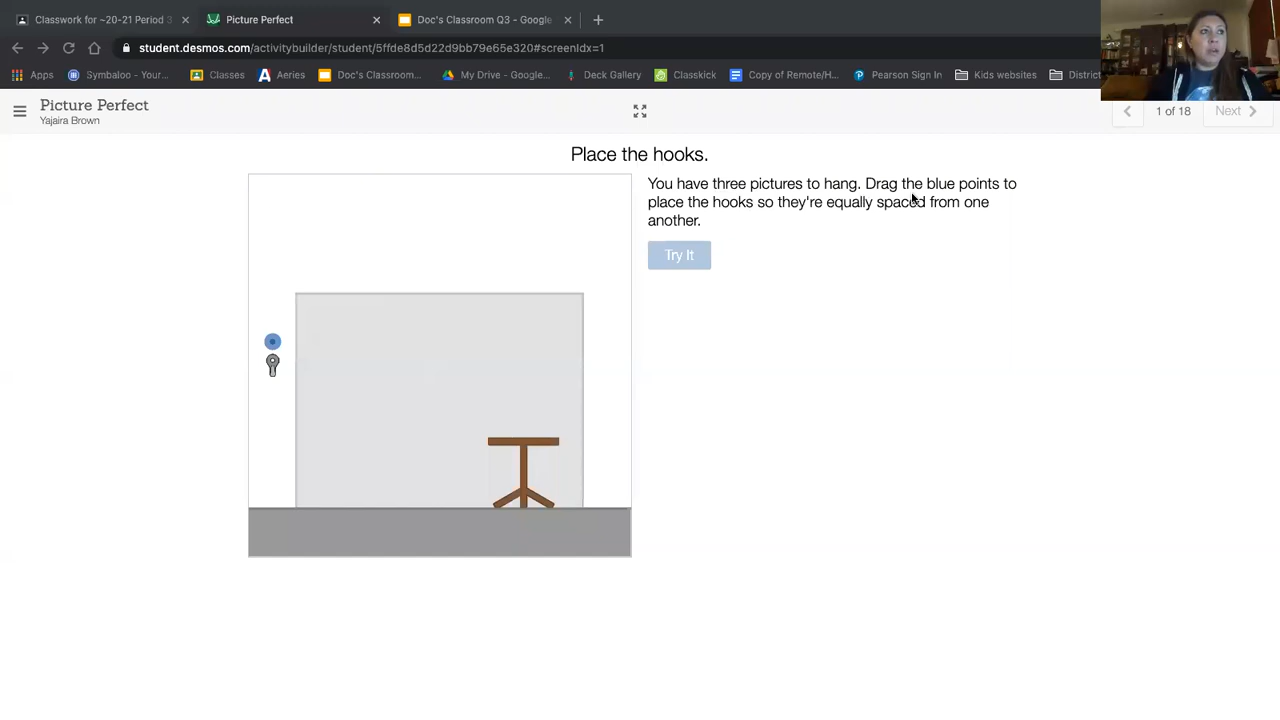 Classwork for ~20-21 Period 3
Picture Perfect
Doc's Classroom Q3 - Google
student.desmos.com/activitybuilder/student/5ffde8d5d22d9bb79e65e320#screenIdx=1
Apps
Symbaloo - Your...
Classes
Aeries
Doc's Classroom...
My Drive - Google...
Deck Gallery
Classkick
Copy of Remote/H...
Pearson Sign In
Kids websites
District
Picture Perfect
Yajaira Brown
1 of 18
Next
Place the hooks.
You have three pictures to hang. Drag the blue points to
place the hooks so they're equally spaced from one
another.
Try It